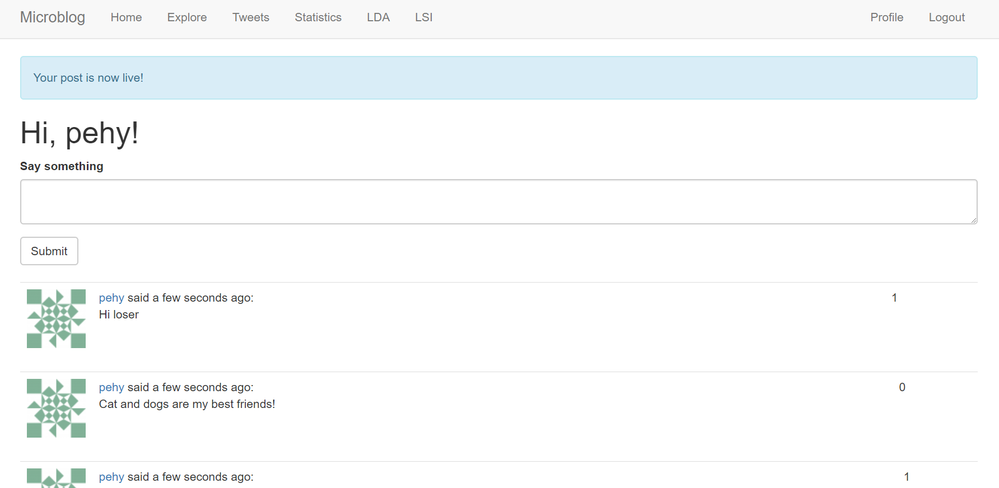 Microblog Home Explore Tweets Statistics LDA LSI Profile Logout
Your post is now live!
Hi, pehy!
Say something
Submit
pehy said a few seconds ago: 1
Hi loser
pehy said a few seconds ago: 0
Cat and dogs are my best friends!
pehy said a few seconds ago: 1